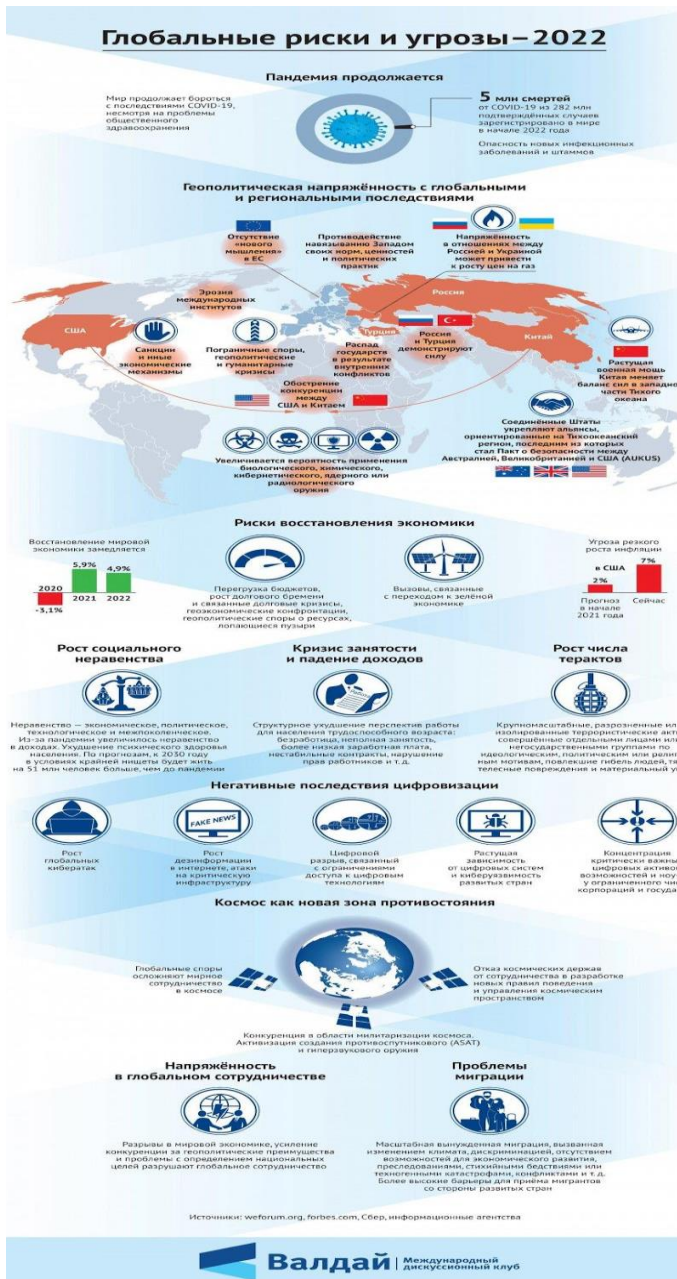 Глобальные риски и угрозы–2022
Пандемия продолжается
Мир продолжает бороться
с последствиями COVID-19,
несмотря на проблемы
общественного
здравоохранения
5 млн смертей
от COVID-19 из 282 млн
подтверждённых случаев
зарегистрировано в мире
в начале 2022 года
Опасность новых инфекционных
заболеваний и штаммов
Геополитическая напряжённость с глобальными
и региональными последствиями
Отсутствие
«нового
мышления»
в ЕС
Противодействие
навязыванию Западом
своих норм, ценностей
и политических
практик
Напряжённость
в отношениях между
Россией и Украиной
может привести
к росту цен на газ
Эрозия
международных
институтов
Россия
США
Турция
Китай
Санкции
и иные
экономические
механизмы
Пограничные споры,
геополитические
и гуманитарные
кризисы
Распад
государств
в результате
внутренних
конфликтов
Россия
и Турция
демонстрируют
силу
Растущая
военная мощь
Китая меняет
баланс сил в западной
части Тихого
океана
Обострение
конкуренции
между
США и Китаем
Соединённые Штаты
укрепляют альянсы,
ориентированные на Тихоокеанский
регион, последним из которых
стал Пакт о безопасности между
Австралией, Великобританией и США (AUKUS)
Увеличивается вероятность применения
биологического, химического,
кибернетического, ядерного или
радиологического
оружия
Риски восстановления экономики
Восстановление мировой
экономики замедляется
2020
-3,1%
5,9%
2021
4,9%
2022
Перегрузка бюджетов,
рост долгового бремени
и связанные долговые кризисы,
геоэкономические конфронтации,
геополитические споры о ресурсах,
лопающиеся пузыри
Вызовы, связанные
с переходом к зелёной
экономике
Угроза резкого
роста инфляции
в США
2%
7%
Прогноз
в начале
2021 года
Сейчас
Рост социального
неравенства
Неравенство — экономическое, политическое,
технологическое и межпоколенческое.
Из-за пандемии увеличилось неравенство
в доходах. Ухудшение психического здоровья
населения. По прогнозам, к 2030 году
в условиях крайней нищеты будет жить
на 51 млн человек больше, чем до пандемии
Кризис занятости
и падение доходов
Структурное ухудшение перспектив работы
для населения трудоспособного возраста:
безработица, неполная занятость,
более низкая заработная плата,
нестабильные контракты, нарушение
прав работников и т. д.
Рост числа
терактов
Крупномасштабные, разрозненные ил
изолированные террористические акт
совершённые отдельными лицами или
негосударственными группами по
идеологическим, политическим или религ
ным мотивам, повлекшие гибель людей, тя
телесные повреждения и материальный у
Негативные последствия цифровизации
FAKE NEWS
Рост
глобальных
кибератак
Рост
дезинформации
в интернете, атаки
на критическую
инфраструктуру
Цифровой
разрыв, связанный
с ограничениями
доступа к цифровым
технологиям
Растущая
зависимость
от цифровых систем
и киберуязвимость
развитых стран
Концентрация
критически важны
цифровых активо
возможностей и ноу-
у ограниченного чис
корпораций и госуда
Космос как новая зона противостояния
Глобальные споры
осложняют мирное
сотрудничество
в космосе
Отказ космических держав
от сотрудничества в разработке
новых правил поведения
и управления космическим
пространством
Конкуренция в области милитаризации космоса.
Активизация создания противоспутникового (ASAT)
и гиперзвукового оружия
Напряжённость
в глобальном сотрудничестве
Разрывы в мировой экономике, усиление
конкуренции за геополитические преимущества
и проблемы с определением национальных
целей разрушают глобальное сотрудничество
Проблемы
миграции
Масштабная вынужденная миграция, вызванная
изменением климата, дискриминацией, отсутствием
возможностей для экономического развития,
преследованиями, стихийными бедствиями или
техногенными катастрофами, конфликтами и т. д.
Более высокие барьеры для приёма мигрантов
со стороны развитых стран
Источники: weforum.org, forbes.com, Сбер, информационные агентства
Валдай
Международный
дискуссионный клуб